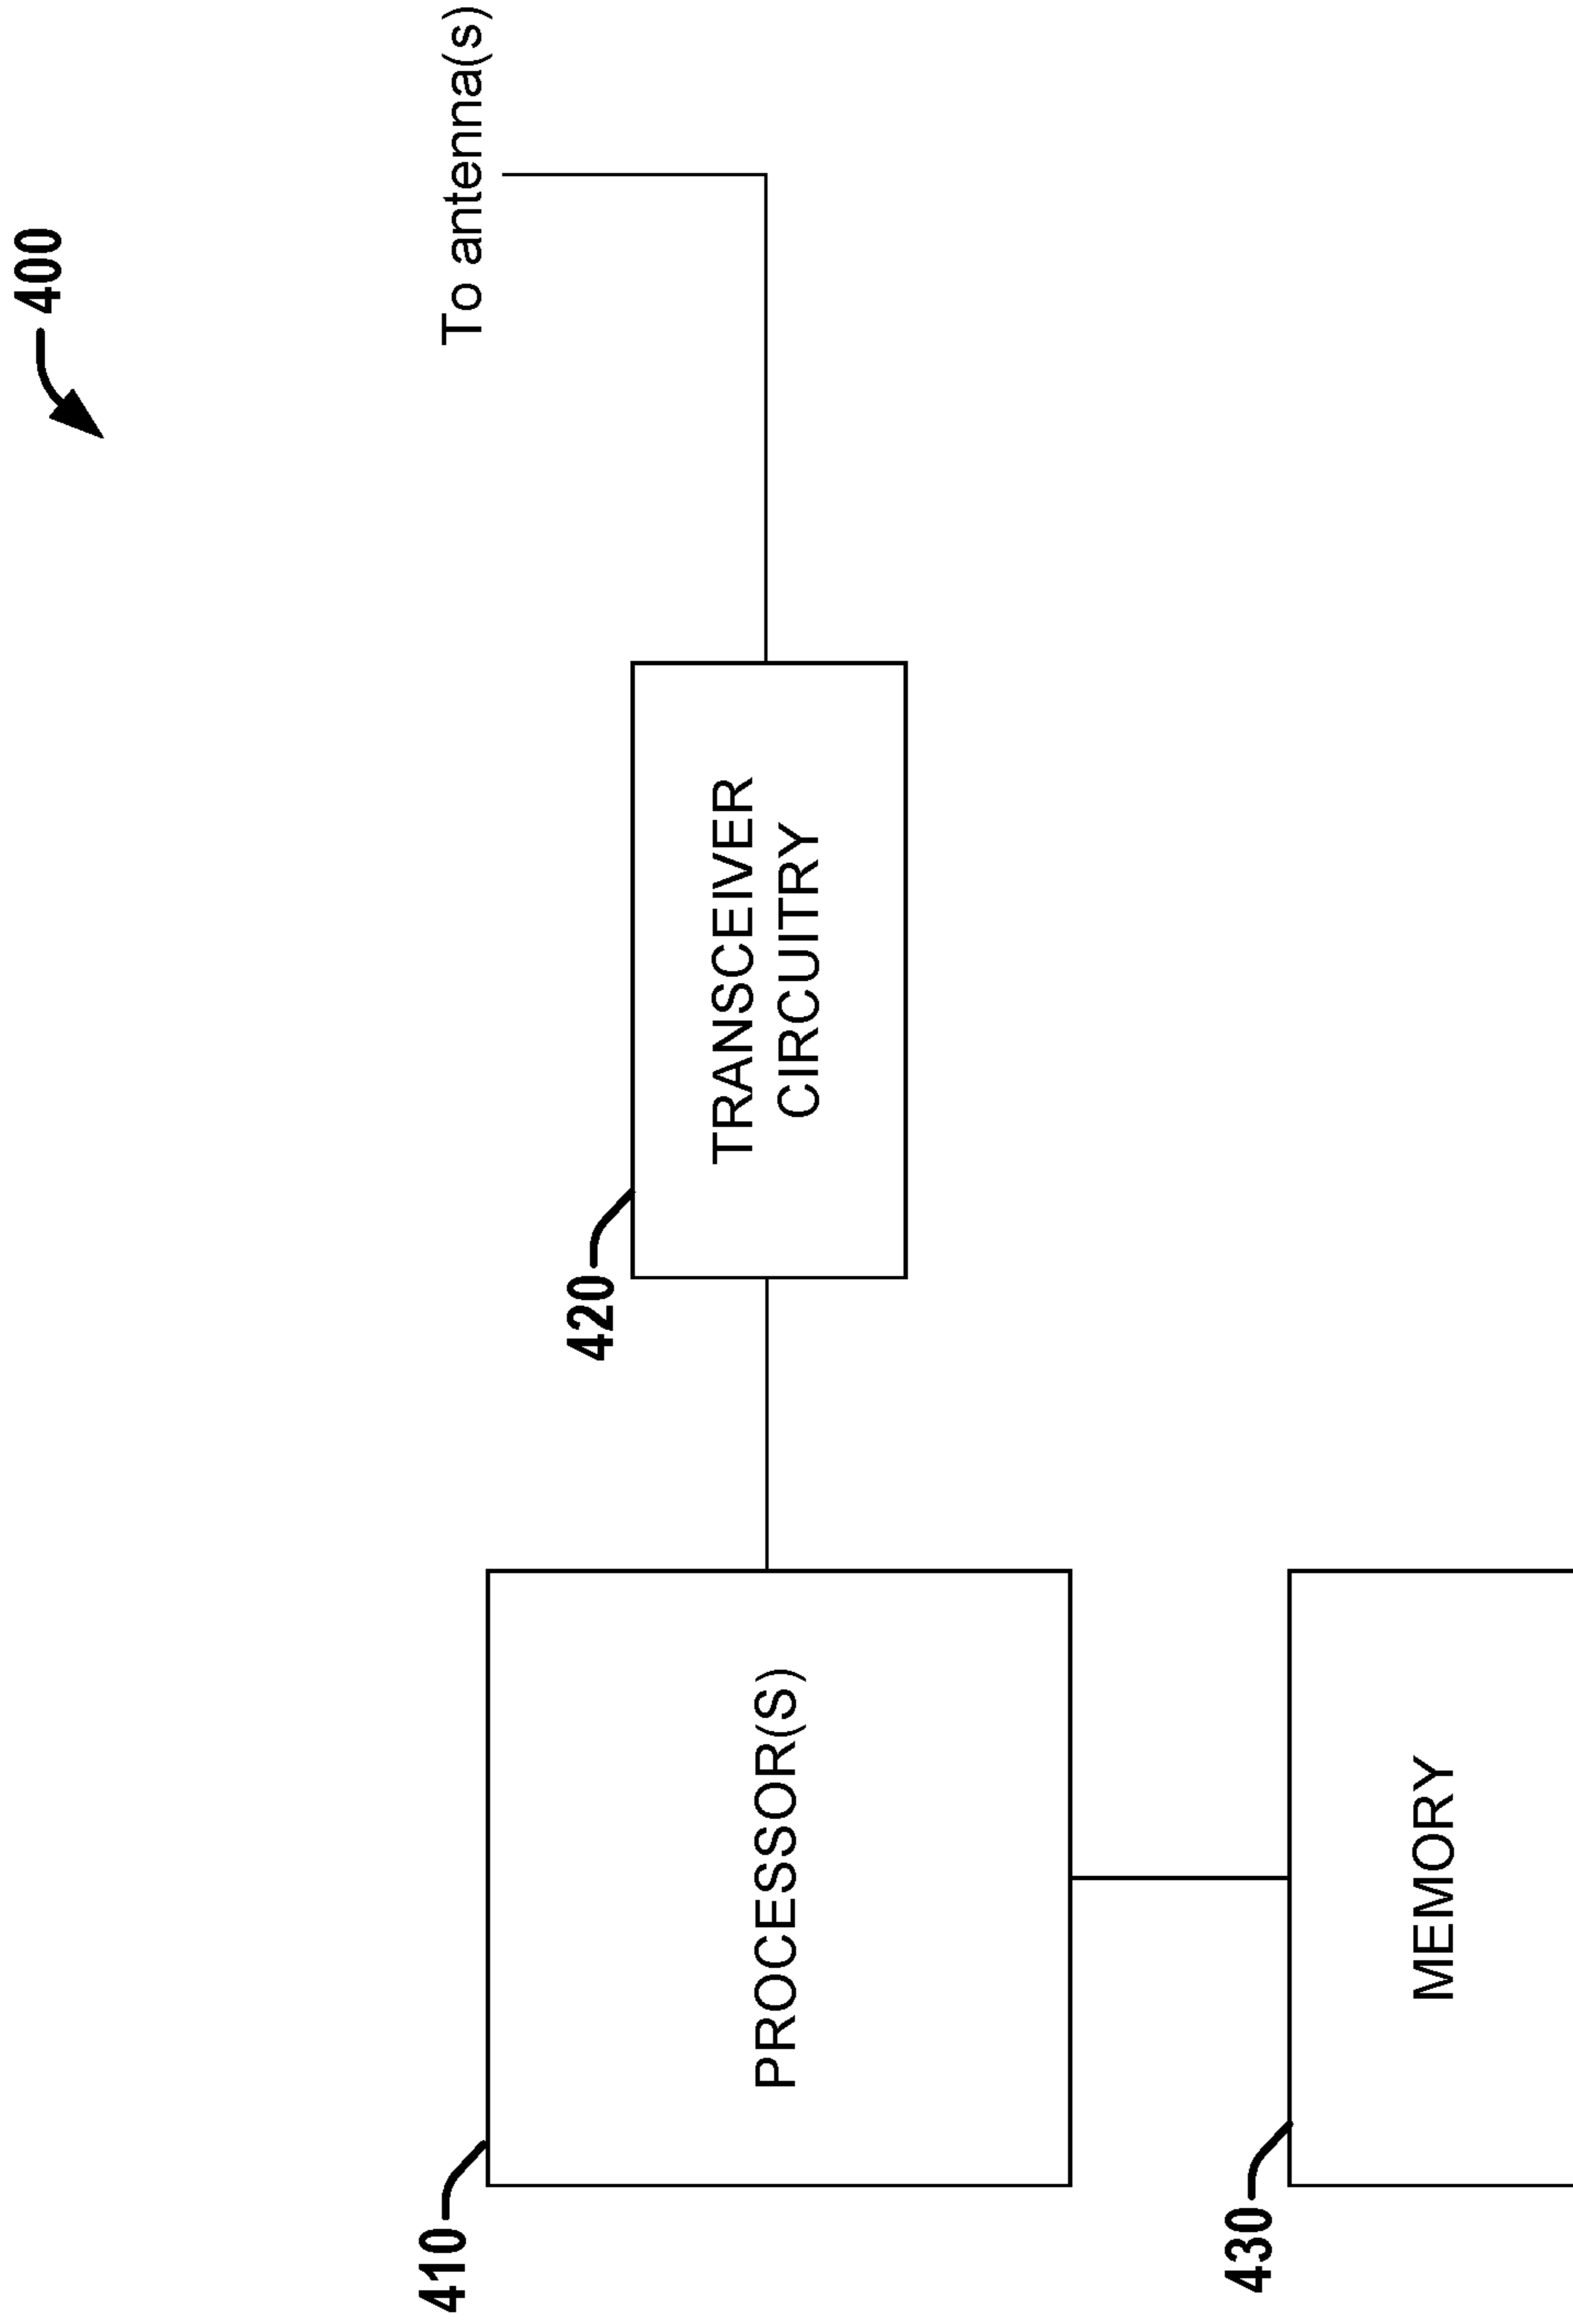 400
To antenna(s)
420
TRANSCEIVER
CIRCUITRY
410
PROCESSOR(S)
430
MEMORY